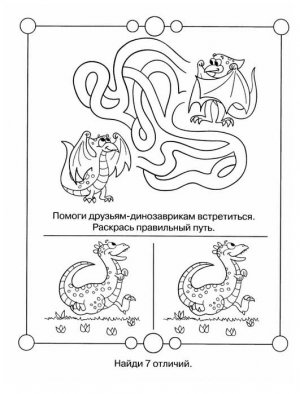 Помоги друзьям-динозаврикам встретиться.
Раскрась правильный путь.
Найди 7 отличий.